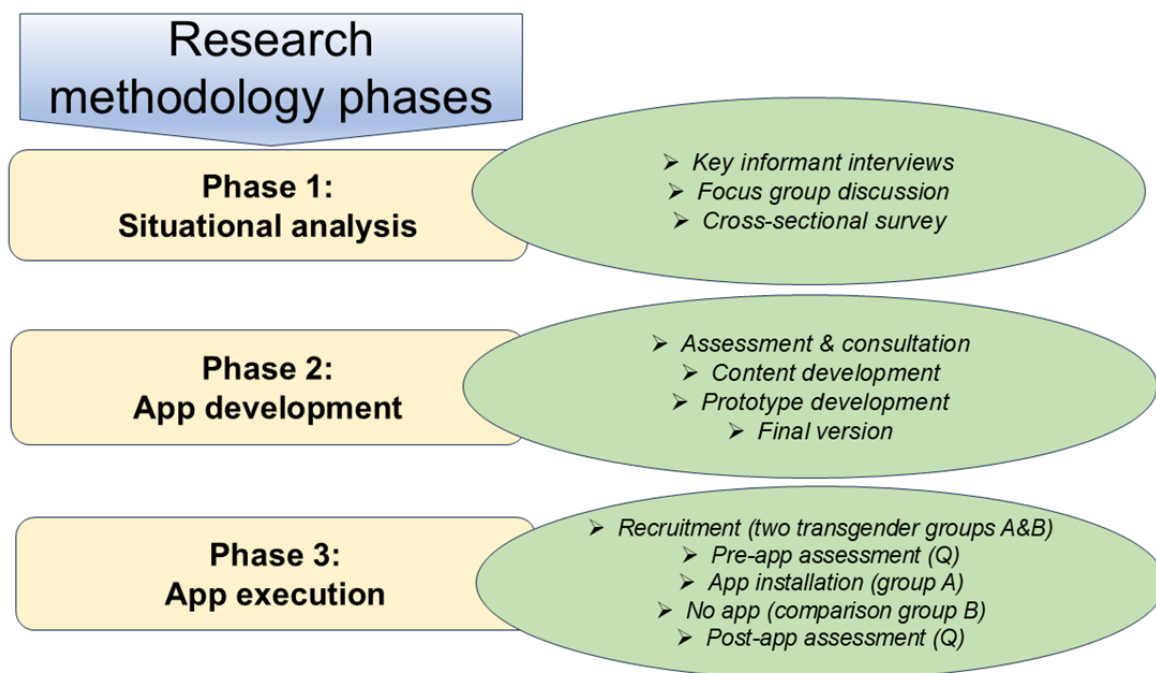 Research
methodology phases
Phase 1:
Situational analysis
➢ Key informant interviews
➢ Focus group discussion
➢ Cross-sectional survey
Phase 2:
App development
➢ Assessment & consultation
➢ Content development
➢ Prototype development
➢ Final version
Phase 3:
App execution
➢ Recruitment (two transgender groups A&B)
➢ Pre-app assessment (Q)
➢ App installation (group A)
➢ No app (comparison group B)
➢ Post-app assessment (Q)